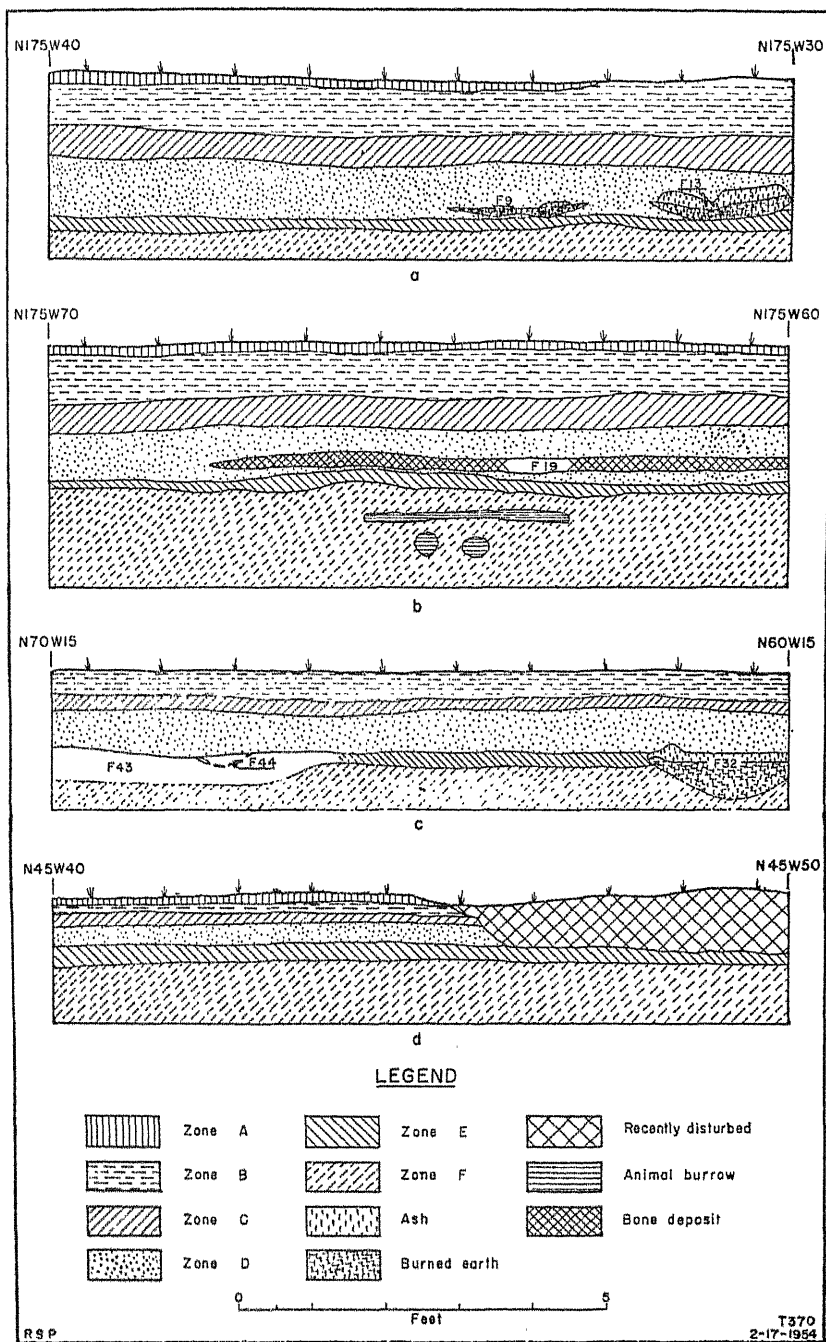 N175W40 N175W30
F9 F13
a
N175W70 N175W60
F19
b
N70W15 N60W15
F43 F44 F32
c
N45W40 N45W50
d
LEGEND
Zone A Zone E Recently disturbed
Zone B Zone F Animal burrow
Zone C Ash Bone deposit
Zone D Burned earth
0 5
Feet
RSP T370
2-17-1954